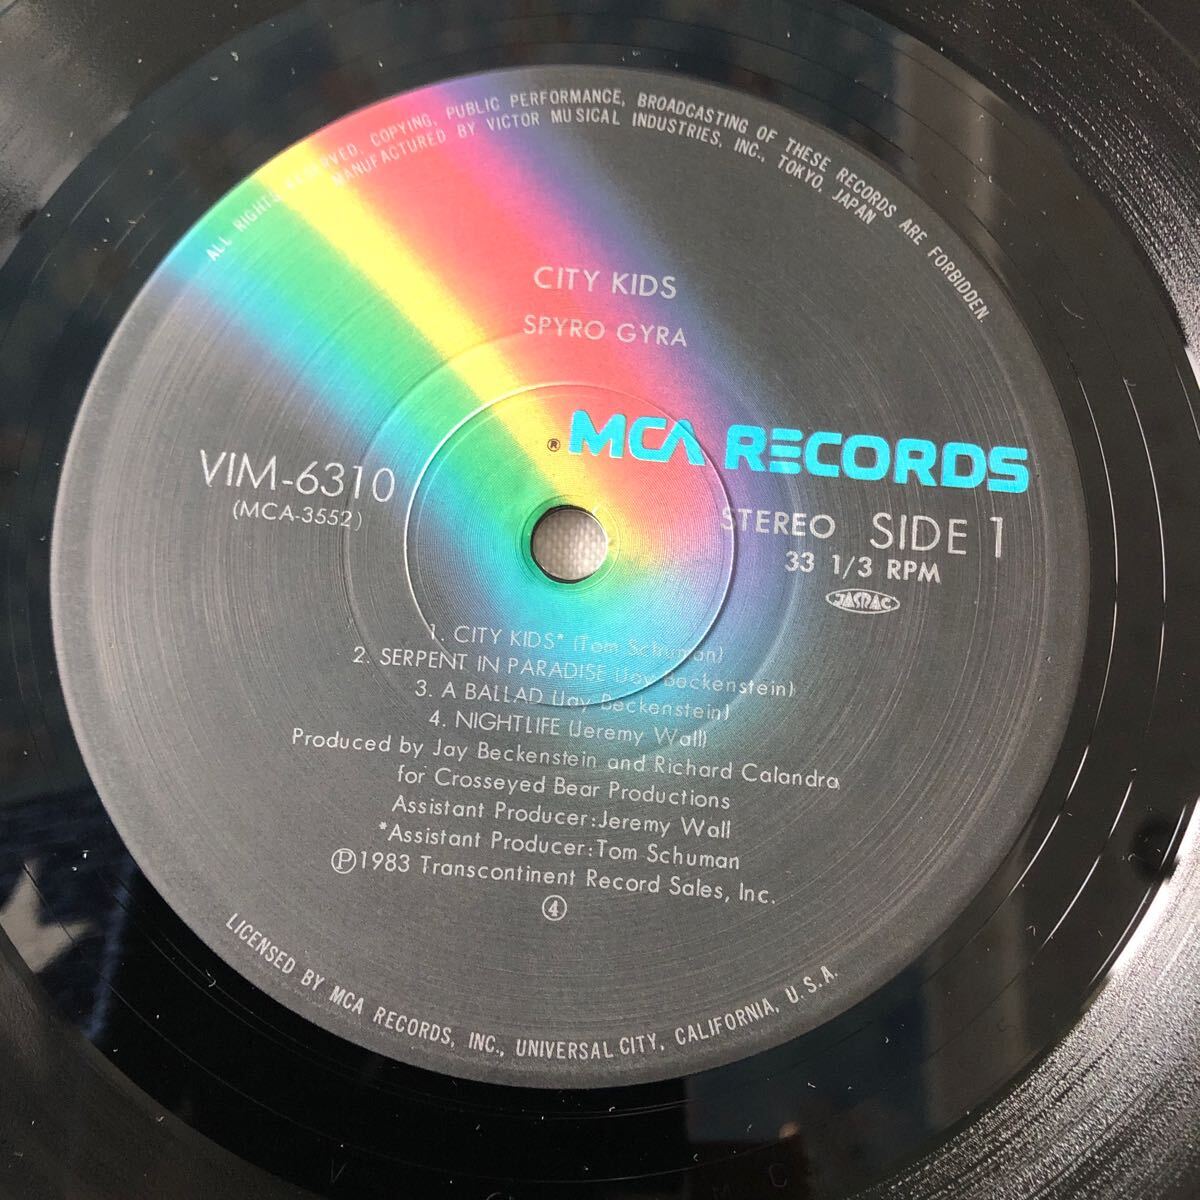 ALL RIGHTS RESERVED. COPYING, PUBLIC PERFORMANCE, BROADCASTING OF THESE RECORDS ARE FORBIDDEN.
MANUFACTURED BY VICTOR MUSICAL INDUSTRIES, INC., TOKYO, JAPAN
CITY KIDS
SPYRO GYRA
® MCA RECORDS
VIM-6310
(MCA-3552)
STEREO SIDE 1
33 1/3 RPM
JASRAC
1. CITY KIDS* (Tom Schuman)
2. SERPENT IN PARADISE (Jay Beckenstein)
3. A BALLAD (Jay Beckenstein)
4. NIGHTLIFE (Jeremy Wall)
Produced by Jay Beckenstein and Richard Calandra
for Crosseyed Bear Productions
Assistant Producer:Jeremy Wall
*Assistant Producer:Tom Schuman
Ⓟ1983 Transcontinent Record Sales, Inc.
④
LICENSED BY MCA RECORDS, INC., UNIVERSAL CITY, CALIFORNIA, U.S.A.